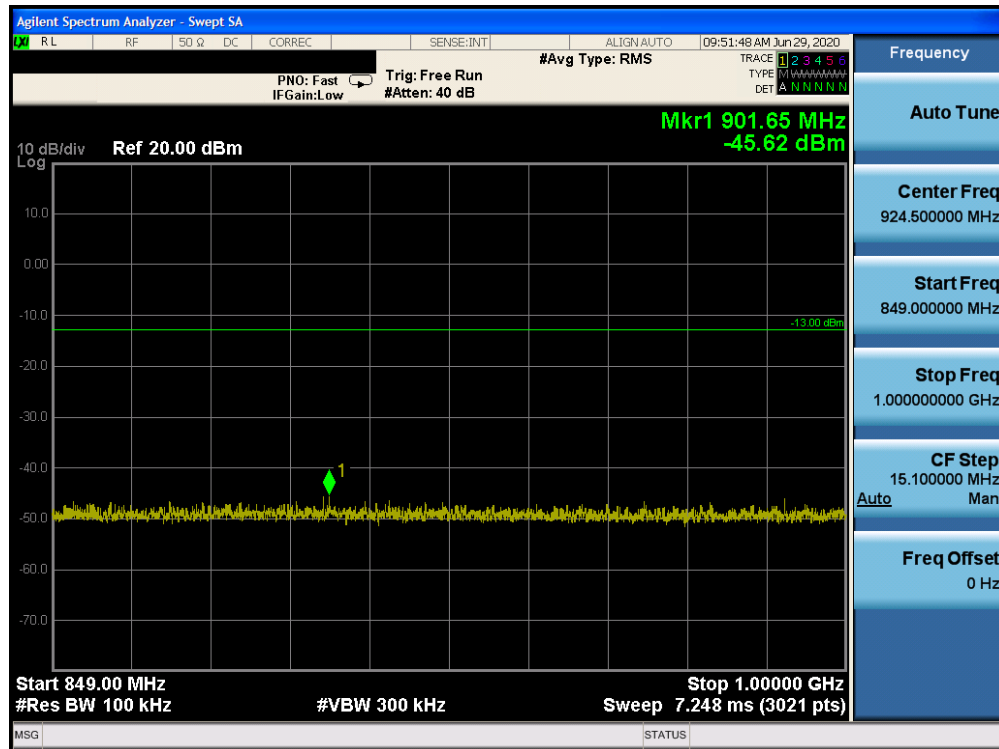 Agilent Spectrum Analyzer - Swept SA
LXI RL RF 50 Ω DC CORREC SENSE:INT ALIGN AUTO 09:51:48 AM Jun 29, 2020
Frequency
#Avg Type: RMS
TRACE 1 2 3 4 5 6
PNO: Fast Trig: Free Run
TYPE M WWWWW
IFGain:Low #Atten: 40 dB
DET A N N N N N
Auto Tune
Mkr1 901.65 MHz
10 dB/div Ref 20.00 dBm -45.62 dBm
Log
Center Freq
924.500000 MHz
10.0
0.00
Start Freq
849.000000 MHz
-10.0
-13.00 dBm
-20.0
Stop Freq
1.000000000 GHz
-30.0
-40.0
1
CF Step
15.100000 MHz
Auto Man
-50.0
-60.0
Freq Offset
0 Hz
-70.0
Start 849.00 MHz Stop 1.00000 GHz
#Res BW 100 kHz #VBW 300 kHz Sweep 7.248 ms (3021 pts)
MSG STATUS